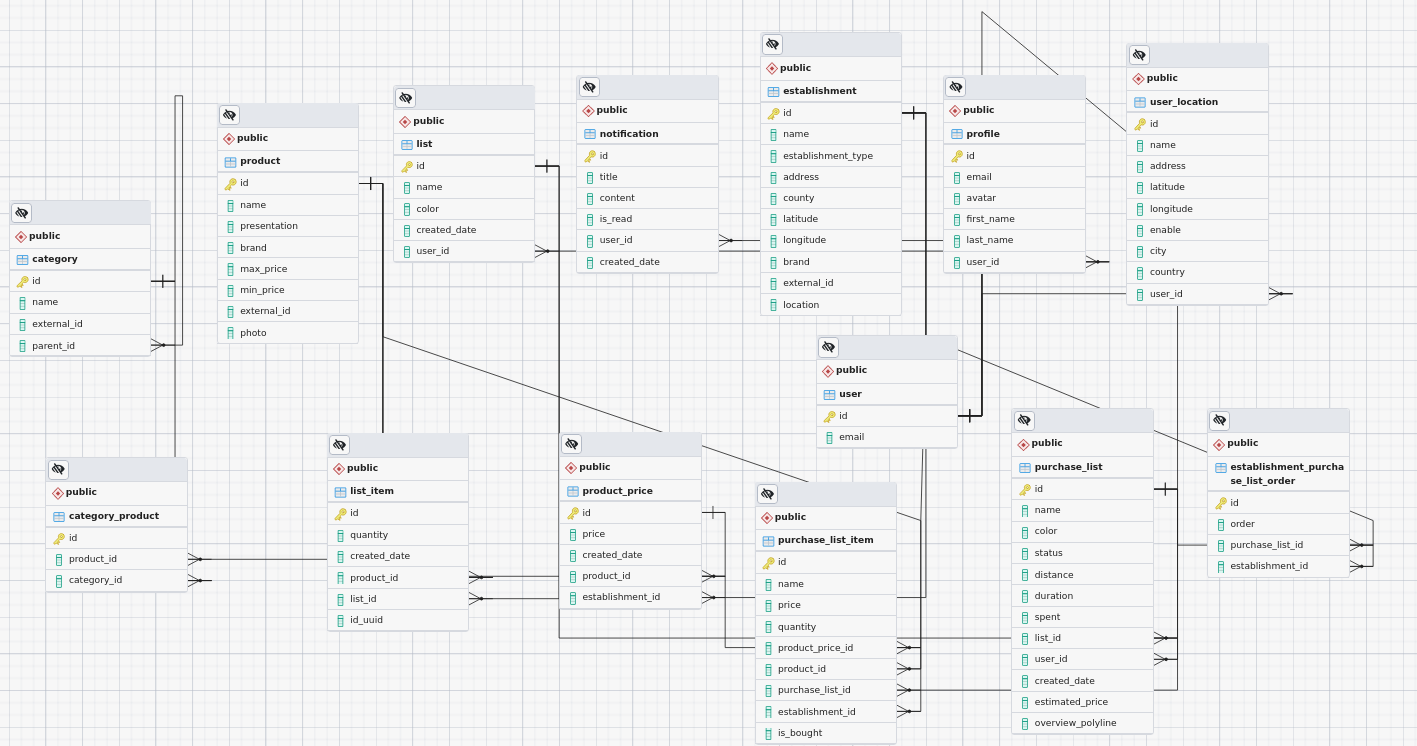 public
category
id
name
external_id
parent_id
public
product
id
name
presentation
brand
max_price
min_price
external_id
photo
public
list
id
name
color
created_date
user_id
public
notification
id
title
content
is_read
user_id
created_date
public
establishment
id
name
establishment_type
address
county
latitude
longitude
brand
external_id
location
public
profile
id
email
avatar
first_name
last_name
user_id
public
user_location
id
name
address
latitude
longitude
enable
city
country
user_id
public
user
id
email
public
category_product
id
product_id
category_id
public
list_item
id
quantity
created_date
product_id
list_id
id_uuid
public
product_price
id
price
created_date
product_id
establishment_id
public
purchase_list_item
id
name
price
quantity
product_price_id
product_id
purchase_list_id
establishment_id
is_bought
public
purchase_list
id
name
color
status
distance
duration
spent
list_id
user_id
created_date
estimated_price
overview_polyline
public
establishment_purcha
se_list_order
id
order
purchase_list_id
establishment_id